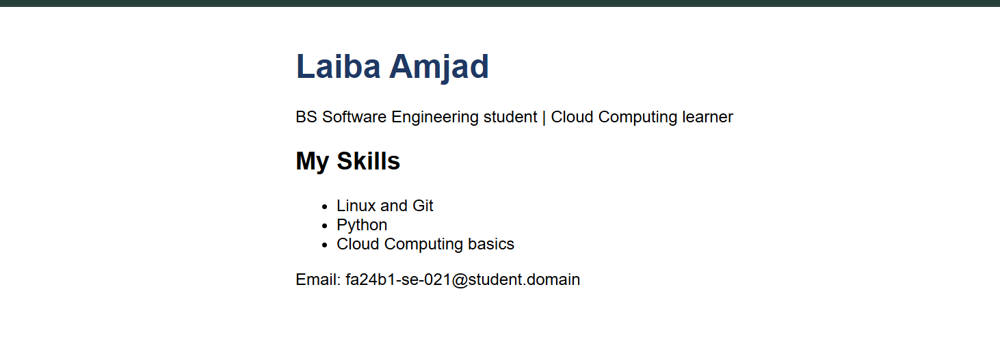 Laiba Amjad
BS Software Engineering student | Cloud Computing learner
My Skills
• Linux and Git
• Python
• Cloud Computing basics
Email: fa24b1-se-021@student.domain